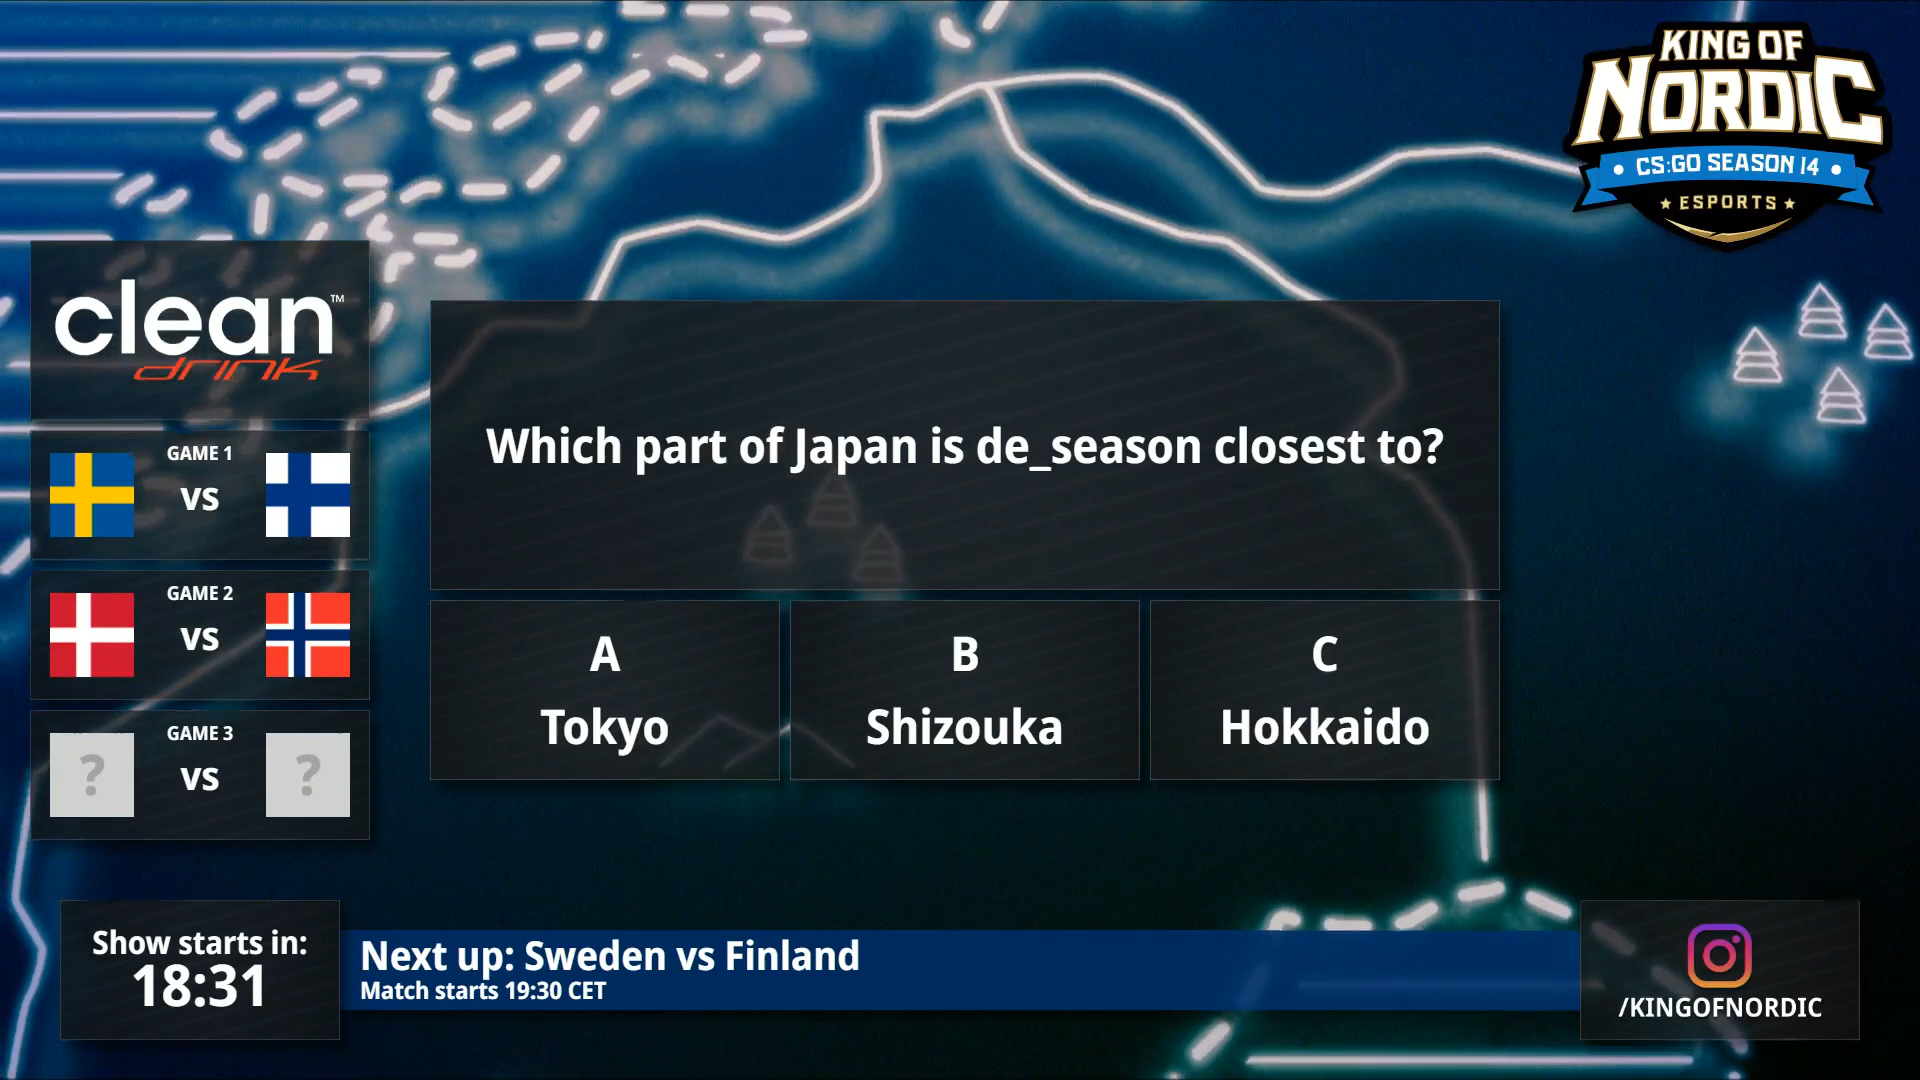 KING OF
NORDIC
CS:GO SEASON 14
ESPORTS
clean™
drink
GAME 1
VS
GAME 2
VS
GAME 3
?
VS
?
Which part of Japan is de_season closest to?
A
Tokyo
B
Shizouka
C
Hokkaido
Show starts in:
18:31
Next up: Sweden vs Finland
Match starts 19:30 CET
/KINGOFNORDIC